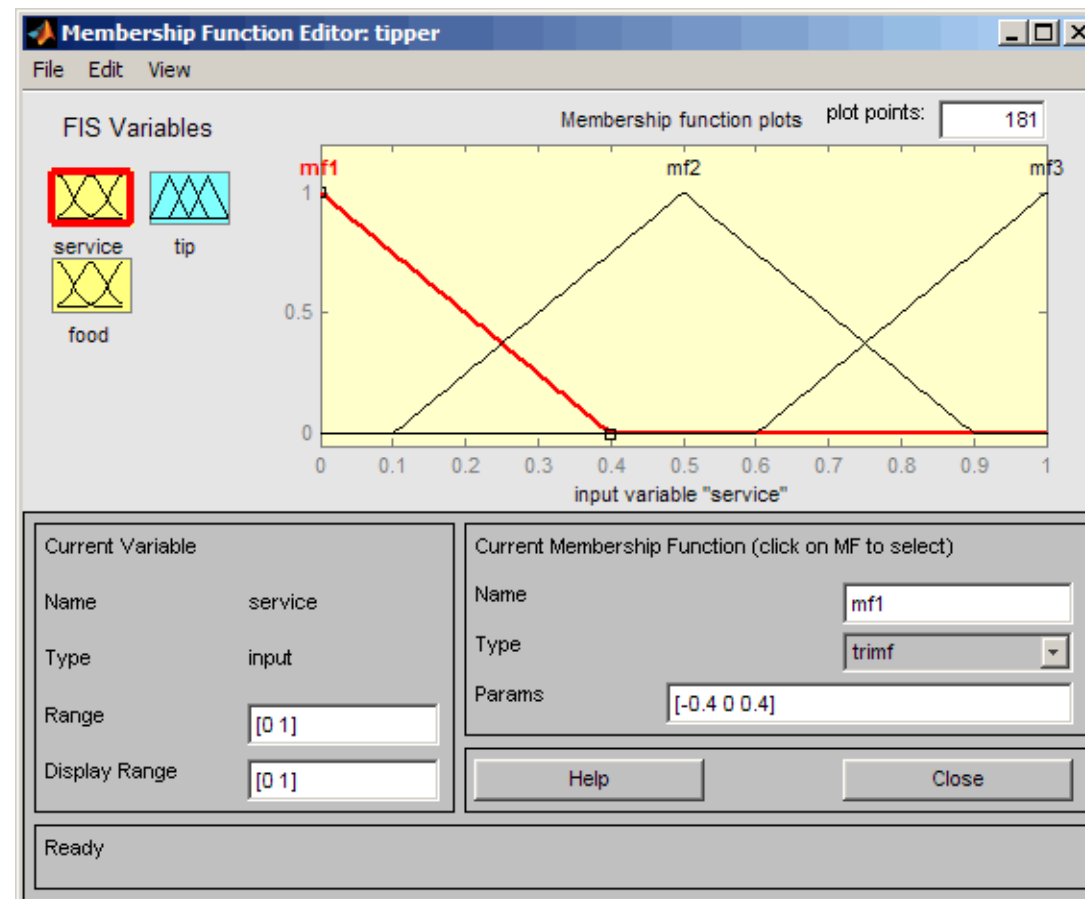 Membership Function Editor: tipper
File Edit View
FIS Variables
Membership function plots plot points: 181
service tip
food
mf1 mf2 mf3
1
0.5
0
0 0.1 0.2 0.3 0.4 0.5 0.6 0.7 0.8 0.9 1
input variable "service"
Current Variable
Name service
Type input
Range [0 1]
Display Range [0 1]
Current Membership Function (click on MF to select)
Name mf1
Type trimf
Params [-0.4 0 0.4]
Help Close
Ready